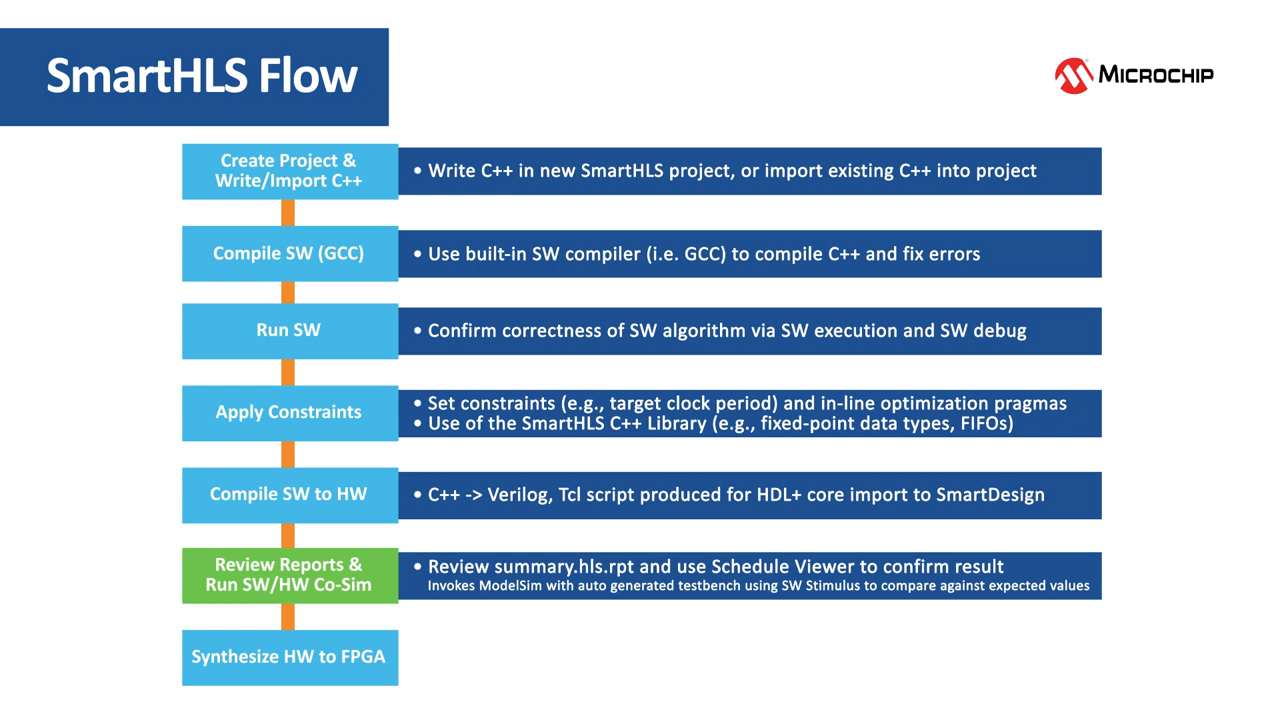 SmartHLS Flow
MICROCHIP
Create Project &
Write/Import C++
• Write C++ in new SmartHLS project, or import existing C++ into project
Compile SW (GCC)
• Use built-in SW compiler (i.e. GCC) to compile C++ and fix errors
Run SW
• Confirm correctness of SW algorithm via SW execution and SW debug
Apply Constraints
• Set constraints (e.g., target clock period) and in-line optimization pragmas
• Use of the SmartHLS C++ Library (e.g., fixed-point data types, FIFOs)
Compile SW to HW
• C++ -> Verilog, Tcl script produced for HDL+ core import to SmartDesign
Review Reports &
Run SW/HW Co-Sim
• Review summary.hls.rpt and use Schedule Viewer to confirm result
Invokes ModelSim with auto generated testbench using SW Stimulus to compare against expected values
Synthesize HW to FPGA